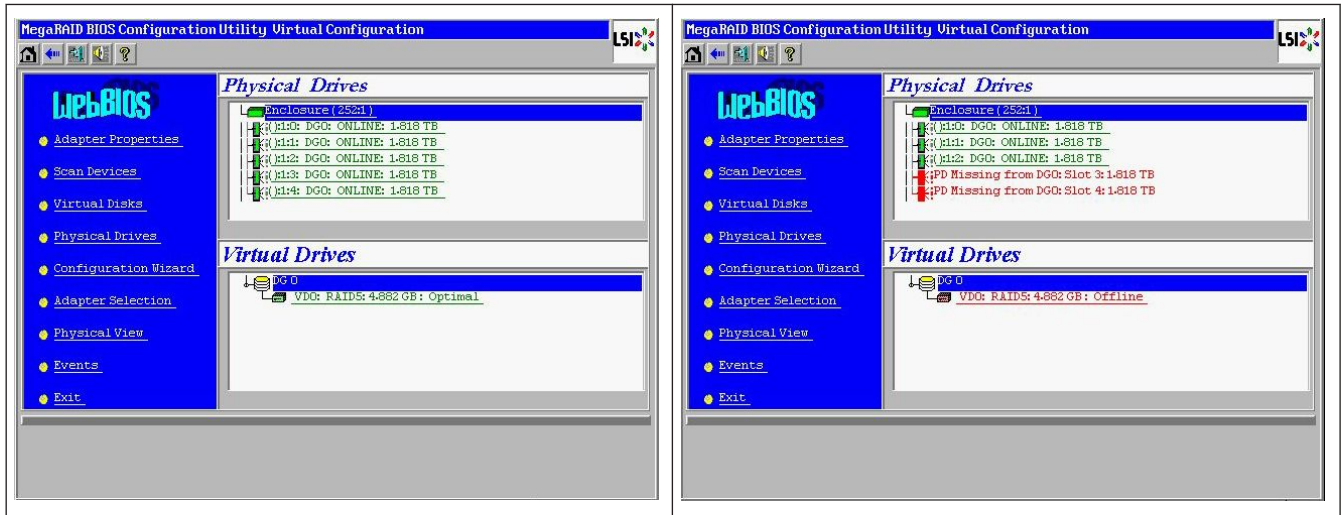 MegaRAID BIOS Configuration Utility Virtual Configuration
LSI
?
WebBIOS
Adapter Properties
Scan Devices
Virtual Disks
Physical Drives
Configuration Wizard
Adapter Selection
Physical View
Events
Exit
Physical Drives
Enclosure (252:1)
():1:0: DG0: ONLINE: 1.818 TB
():1:1: DG0: ONLINE: 1.818 TB
():1:2: DG0: ONLINE: 1.818 TB
():1:3: DG0: ONLINE: 1.818 TB
():1:4: DG0: ONLINE: 1.818 TB
Virtual Drives
DG 0
VD0: RAID5: 4.882 GB: Optimal
MegaRAID BIOS Configuration Utility Virtual Configuration
LSI
?
WebBIOS
Adapter Properties
Scan Devices
Virtual Disks
Physical Drives
Configuration Wizard
Adapter Selection
Physical View
Events
Exit
Physical Drives
Enclosure (252:1)
():1:0: DG0: ONLINE: 1.818 TB
():1:1: DG0: ONLINE: 1.818 TB
():1:2: DG0: ONLINE: 1.818 TB
PD Missing from DG0: Slot 3: 1.818 TB
PD Missing from DG0: Slot 4: 1.818 TB
Virtual Drives
DG 0
VD0: RAID5: 4.882 GB: Offline